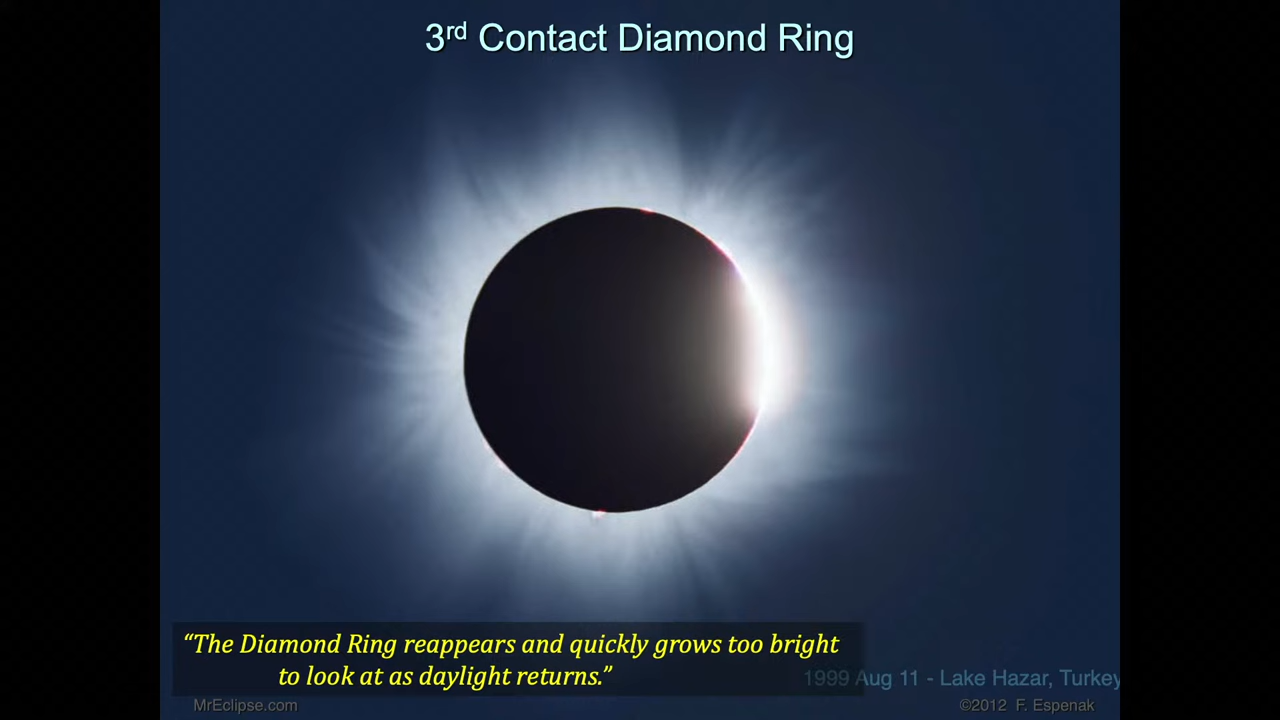 3rd Contact Diamond Ring
“The Diamond Ring reappears and quickly grows too bright
to look at as daylight returns.”
1999 Aug 11 - Lake Hazar, Turkey
MrEclipse.com
©2012 F. Espenak